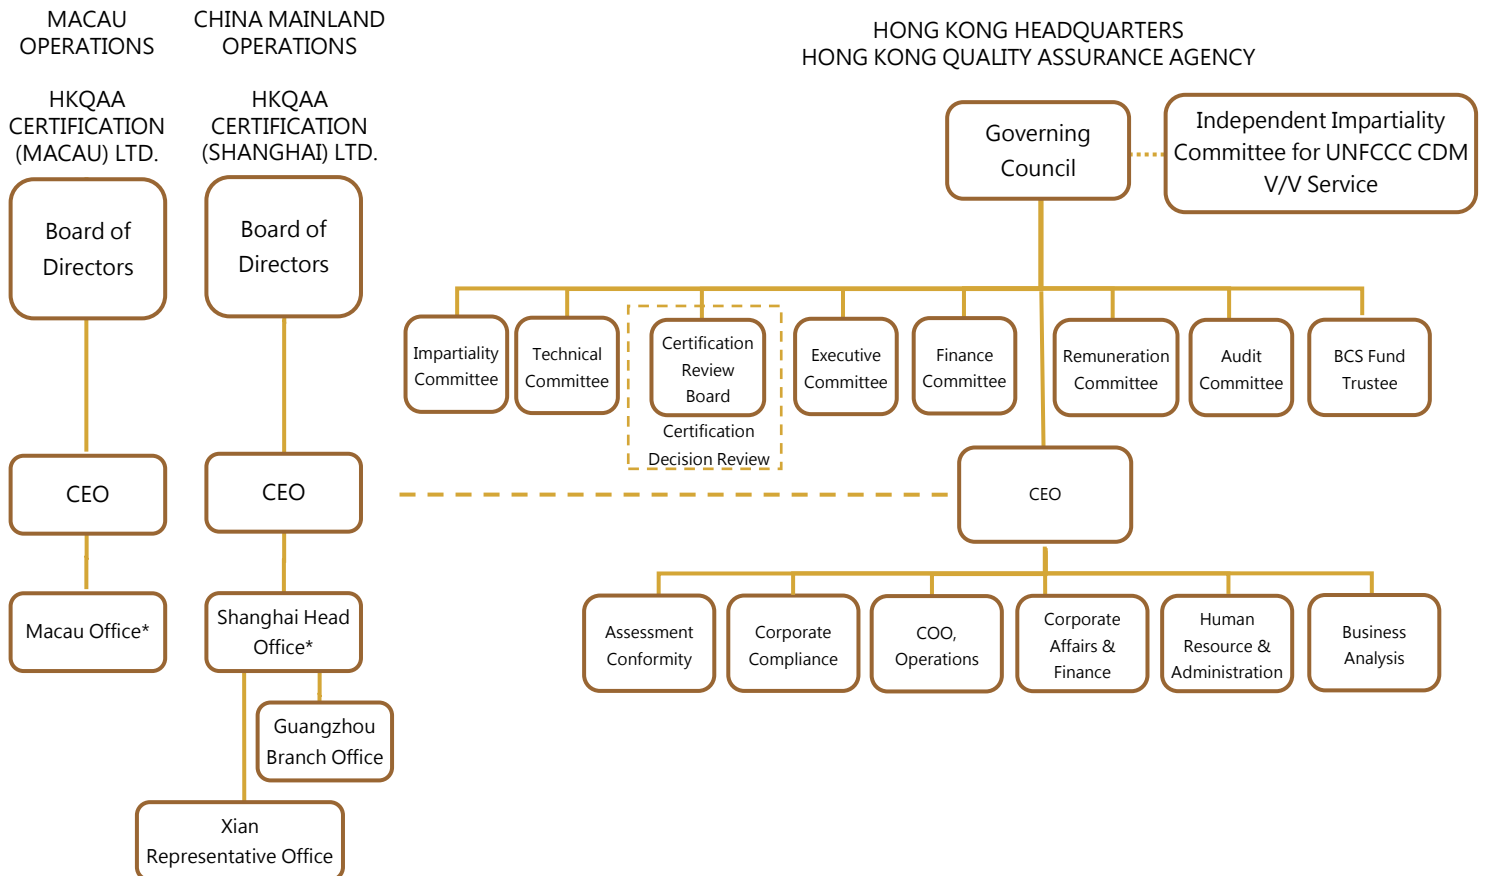 MACAU
OPERATIONS
HKQAA
CERTIFICATION
(MACAU) LTD.
Board of
Directors
CEO
Macau Office*
CHINA MAINLAND
OPERATIONS
HKQAA
CERTIFICATION
(SHANGHAI) LTD.
Board of
Directors
CEO
Shanghai Head
Office*
Guangzhou
Branch Office
Xian
Representative Office
HONG KONG HEADQUARTERS
HONG KONG QUALITY ASSURANCE AGENCY
Governing
Council
Independent Impartiality
Committee for UNFCCC CDM
V/V Service
Impartiality
Committee
Technical
Committee
Certification
Review
Board
Certification
Decision Review
Executive
Committee
Finance
Committee
Remuneration
Committee
Audit
Committee
BCS Fund
Trustee
CEO
Assessment
Conformity
Corporate
Compliance
COO,
Operations
Corporate
Affairs &
Finance
Human
Resource &
Administration
Business
Analysis